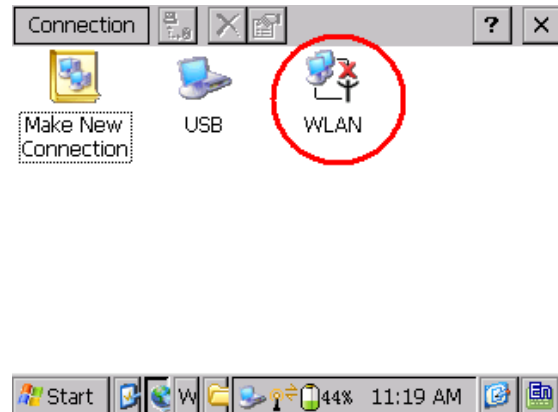 Connection ? ×
Make New
Connection
USB
WLAN
Start W 44% 11:19 AM En